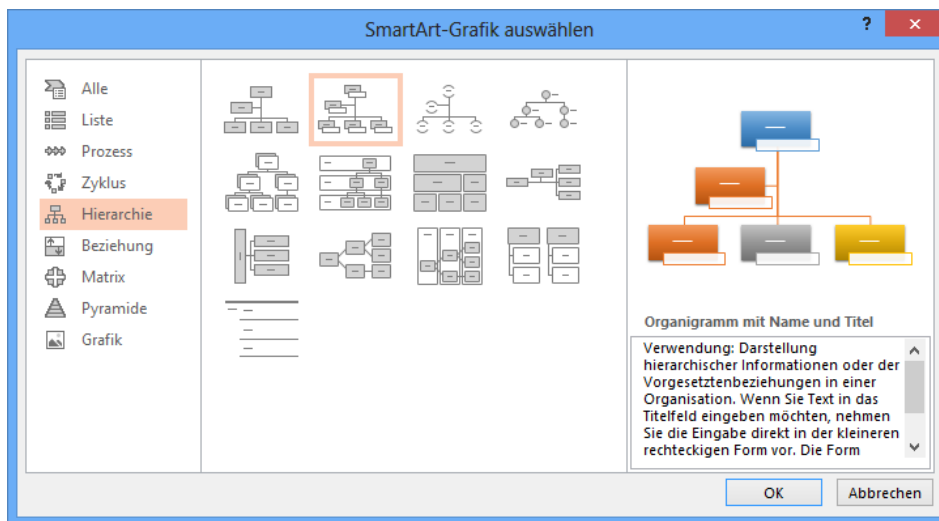 SmartArt-Grafik auswählen
?
Alle
Liste
Prozess
Zyklus
Hierarchie
Beziehung
Matrix
Pyramide
Grafik
Organigramm mit Name und Titel
Verwendung: Darstellung
hierarchischer Informationen oder der
Vorgesetztenbeziehungen in einer
Organisation. Wenn Sie Text in das
Titelfeld eingeben möchten, nehmen
Sie die Eingabe direkt in der kleineren
rechteckigen Form vor. Die Form
OK
Abbrechen